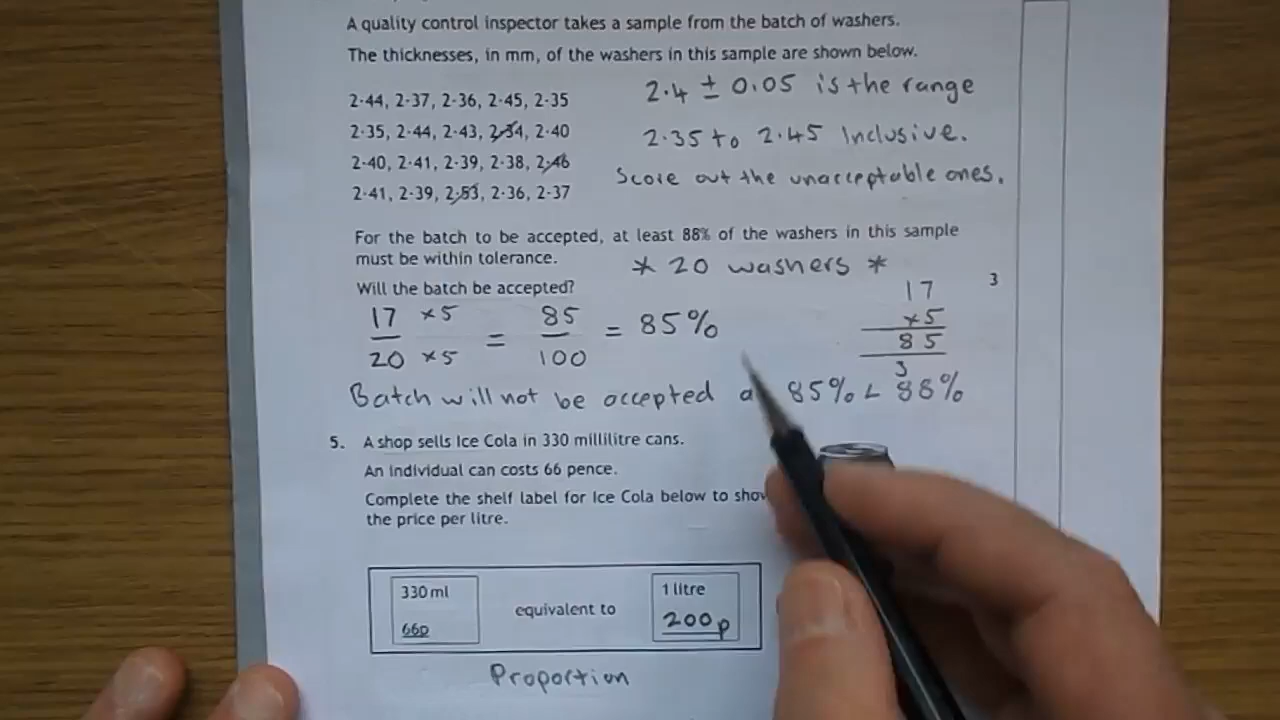 A quality control inspector takes a sample from the batch of washers.
The thicknesses, in mm, of the washers in this sample are shown below.
2·44, 2·37, 2·36, 2·45, 2·35
2·35, 2·44, 2·43, 2·34, 2·40
2·40, 2·41, 2·39, 2·38, 2·46
2·41, 2·39, 2·53, 2·36, 2·37
2.4 ± 0.05 is the range
2.35 to 2.45 Inclusive.
Score out the unacceptable ones.
For the batch to be accepted, at least 88% of the washers in this sample
must be within tolerance.
* 20 washers *
Will the batch be accepted?
3
17 ×5 / 20 ×5 = 85 / 100 = 85%
17
×5
85
3
Batch will not be accepted 85% < 88%
5. A shop sells Ice Cola in 330 millilitre cans.
An individual can costs 66 pence.
Complete the shelf label for Ice Cola below to
the price per litre.
330 ml
66p
equivalent to
1 litre
200p
Proportion